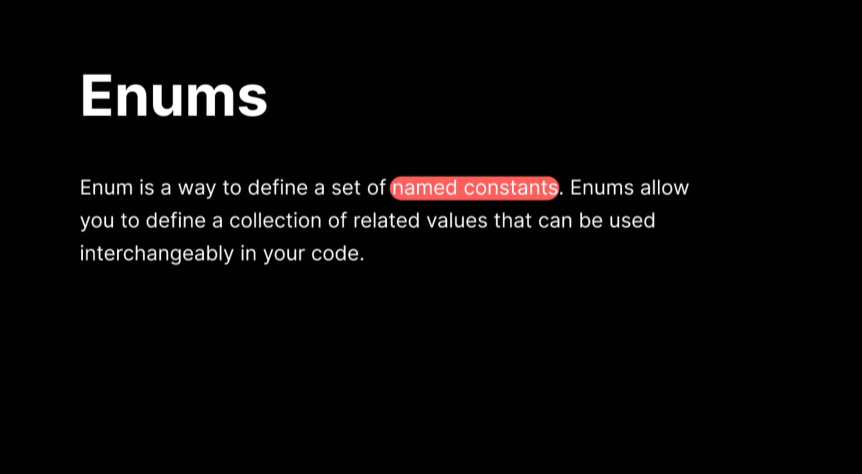 Enums
Enum is a way to define a set of named constants. Enums allow
you to define a collection of related values that can be used
interchangeably in your code.